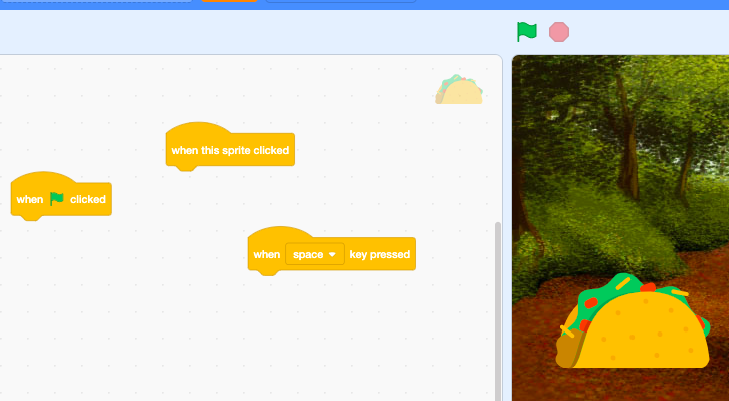 when this sprite clicked
when clicked
when space key pressed